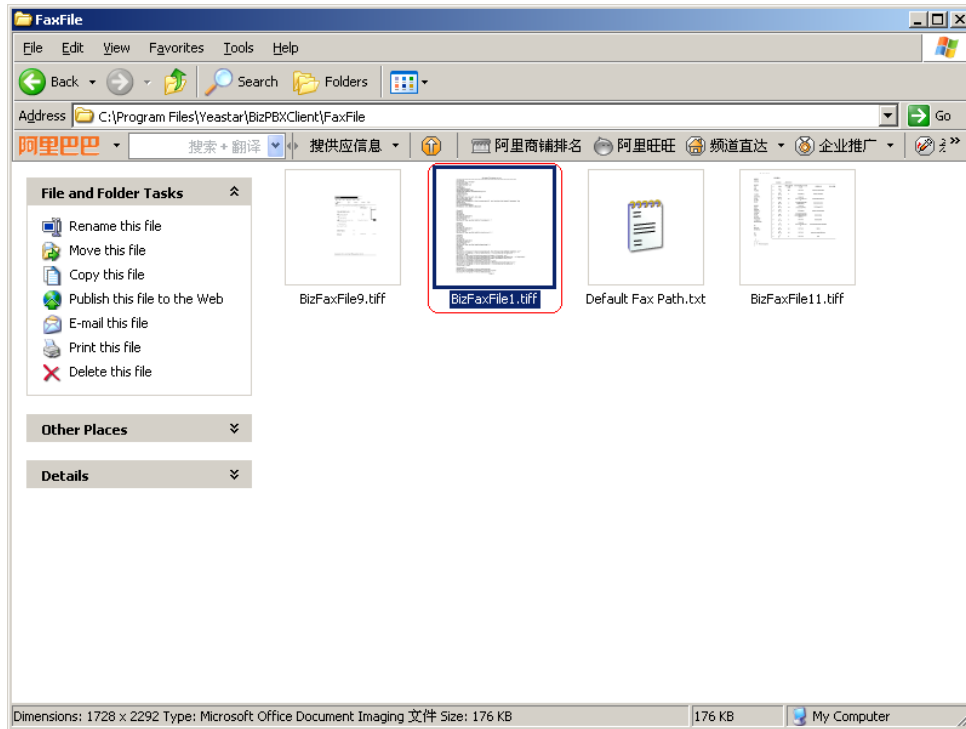 FaxFile
File Edit View Favorites Tools Help
Back Search Folders
Address C:\Program Files\Yeastar\BizPBXClient\FaxFile Go
阿里巴巴 搜索+翻译 搜供应信息 阿里商铺排名 阿里旺旺 频道直达 企业推广
File and Folder Tasks
Rename this file
Move this file
Copy this file
Publish this file to the Web
E-mail this file
Print this file
Delete this file
Other Places
Details
BizFaxFile9.tiff BizFaxFile1.tiff Default Fax Path.txt BizFaxFile11.tiff
Dimensions: 1728 x 2292 Type: Microsoft Office Document Imaging 文件 Size: 176 KB 176 KB My Computer